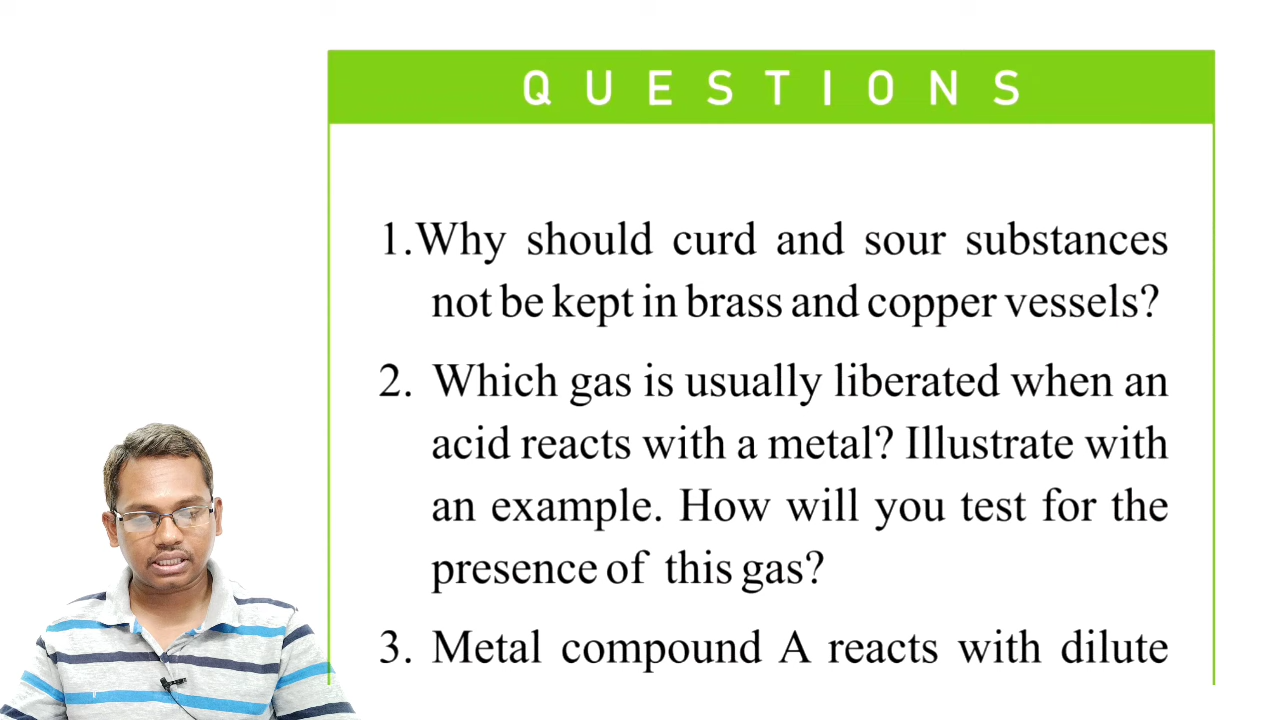 QUESTIONS
1.Why should curd and sour substances
not be kept in brass and copper vessels?
2. Which gas is usually liberated when an
acid reacts with a metal? Illustrate with
an example. How will you test for the
presence of this gas?
3. Metal compound A reacts with dilute